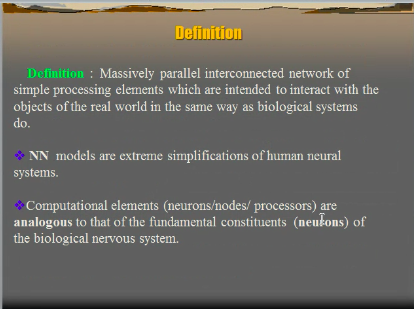 Definition
Definition : Massively parallel interconnected network of
simple processing elements which are intended to interact with the
objects of the real world in the same way as biological systems
do.
❖ NN models are extreme simplifications of human neural
systems.
❖Computational elements (neurons/nodes/ processors) are
analogous to that of the fundamental constituents (neurons) of
the biological nervous system.